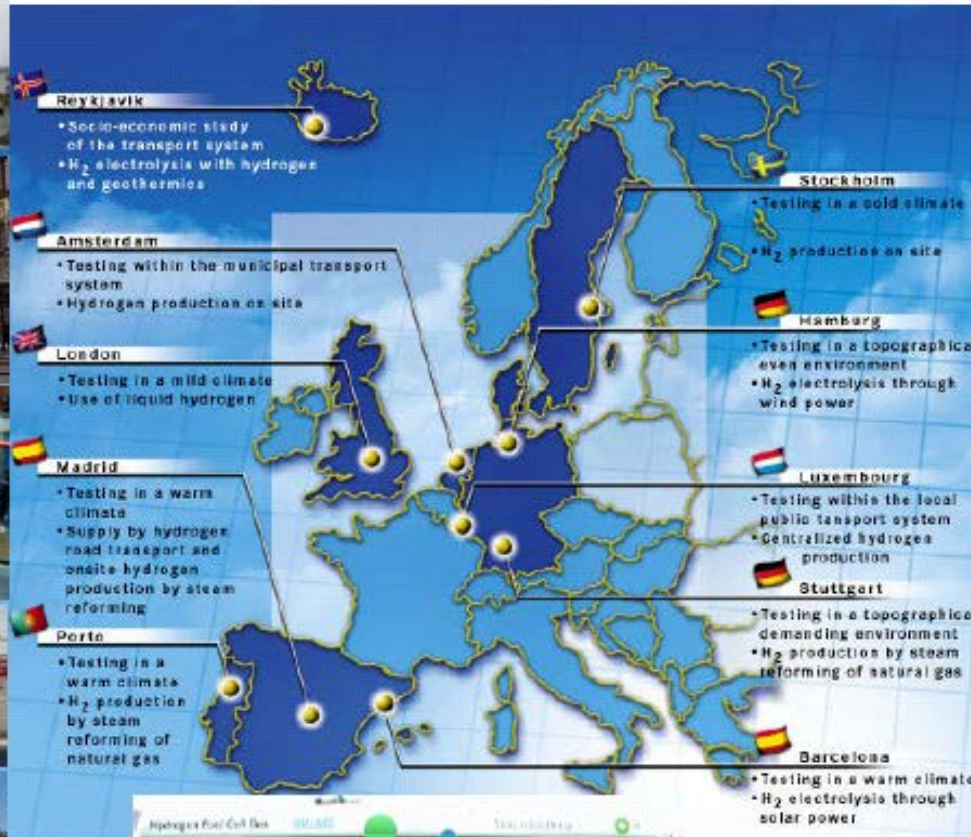 Reykjavik
• Socio-economic study
of the transport system
• H₂ electrolysis with hydrogen
and geothermics
Amsterdam
• Testing within the municipal transport
system
• Hydrogen production on site
London
• Testing in a mild climate
• Use of liquid hydrogen
Madrid
• Testing in a warm
climate
• Supply by hydrogen
road transport and
onsite hydrogen
production by steam
reforming
Porto
• Testing in a
warm climate
• H₂ production
by steam
reforming of
natural gas
Stockholm
• Testing in a cold climate
• H₂ production on site
Hamburg
• Testing in a topographica
even environment
• H₂ electrolysis through
wind power
Luxembourg
• Testing within the local
public tansport system
• Centralized hydrogen
production
Stuttgart
• Testing in a topographica
demanding environment
• H₂ production by steam
reforming of natural gas
Barcelona
• Testing in a warm climate
• H₂ electrolysis through
solar power
Hydrogen Fuel Cell Bus